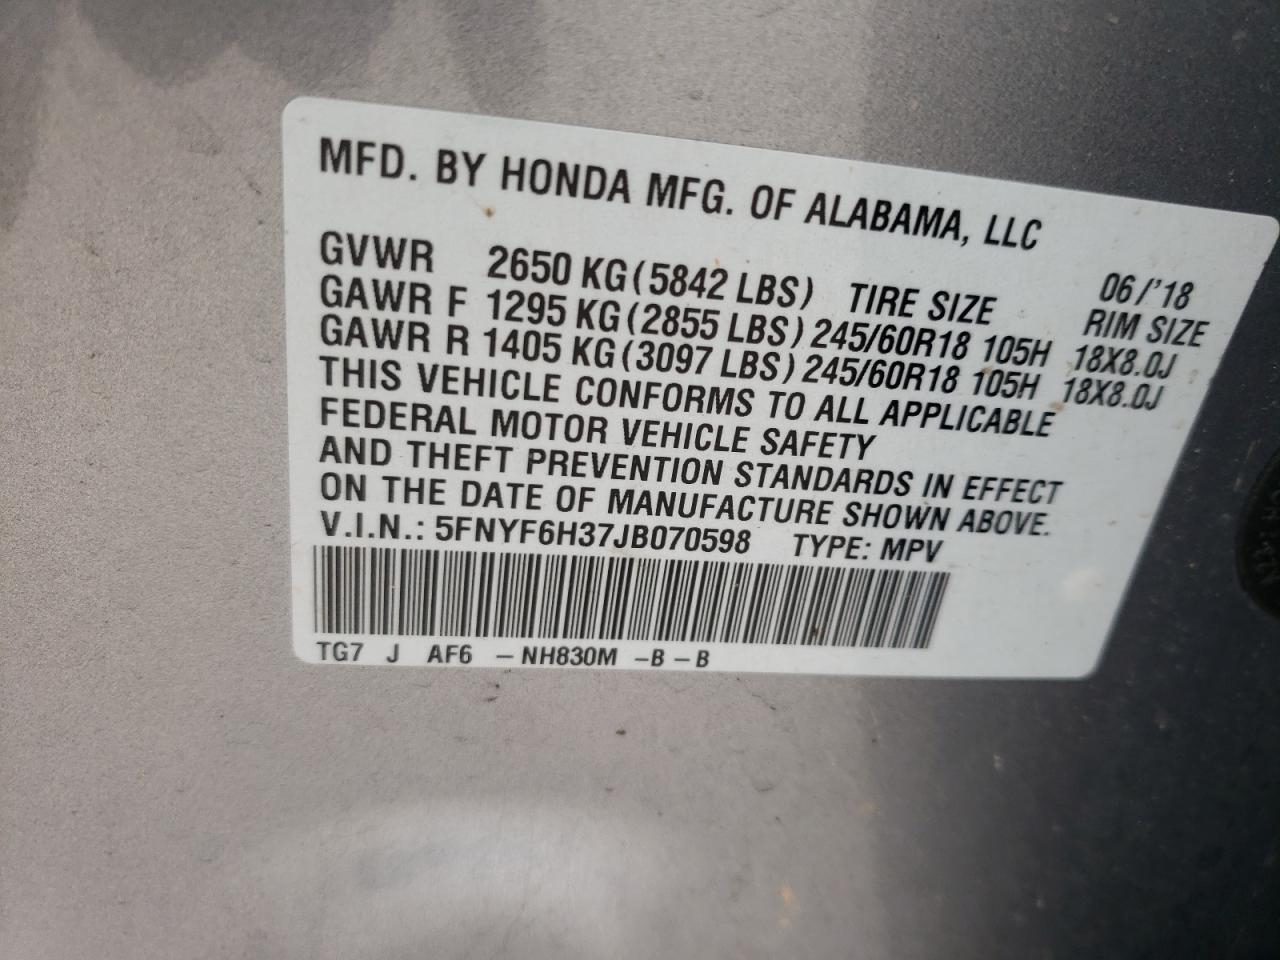 MFD. BY HONDA MFG. OF ALABAMA, LLC
06/'18
GVWR 2650 KG(5842 LBS) TIRE SIZE RIM SIZE
GAWR F 1295 KG(2855 LBS) 245/60R18 105H 18X8.0J
GAWR R 1405 KG(3097 LBS) 245/60R18 105H 18X8.0J
THIS VEHICLE CONFORMS TO ALL APPLICABLE
FEDERAL MOTOR VEHICLE SAFETY
AND THEFT PREVENTION STANDARDS IN EFFECT
ON THE DATE OF MANUFACTURE SHOWN ABOVE.
V.I.N.: 5FNYF6H37JB070598 TYPE: MPV
TG7 J AF6 –NH830M –B –B